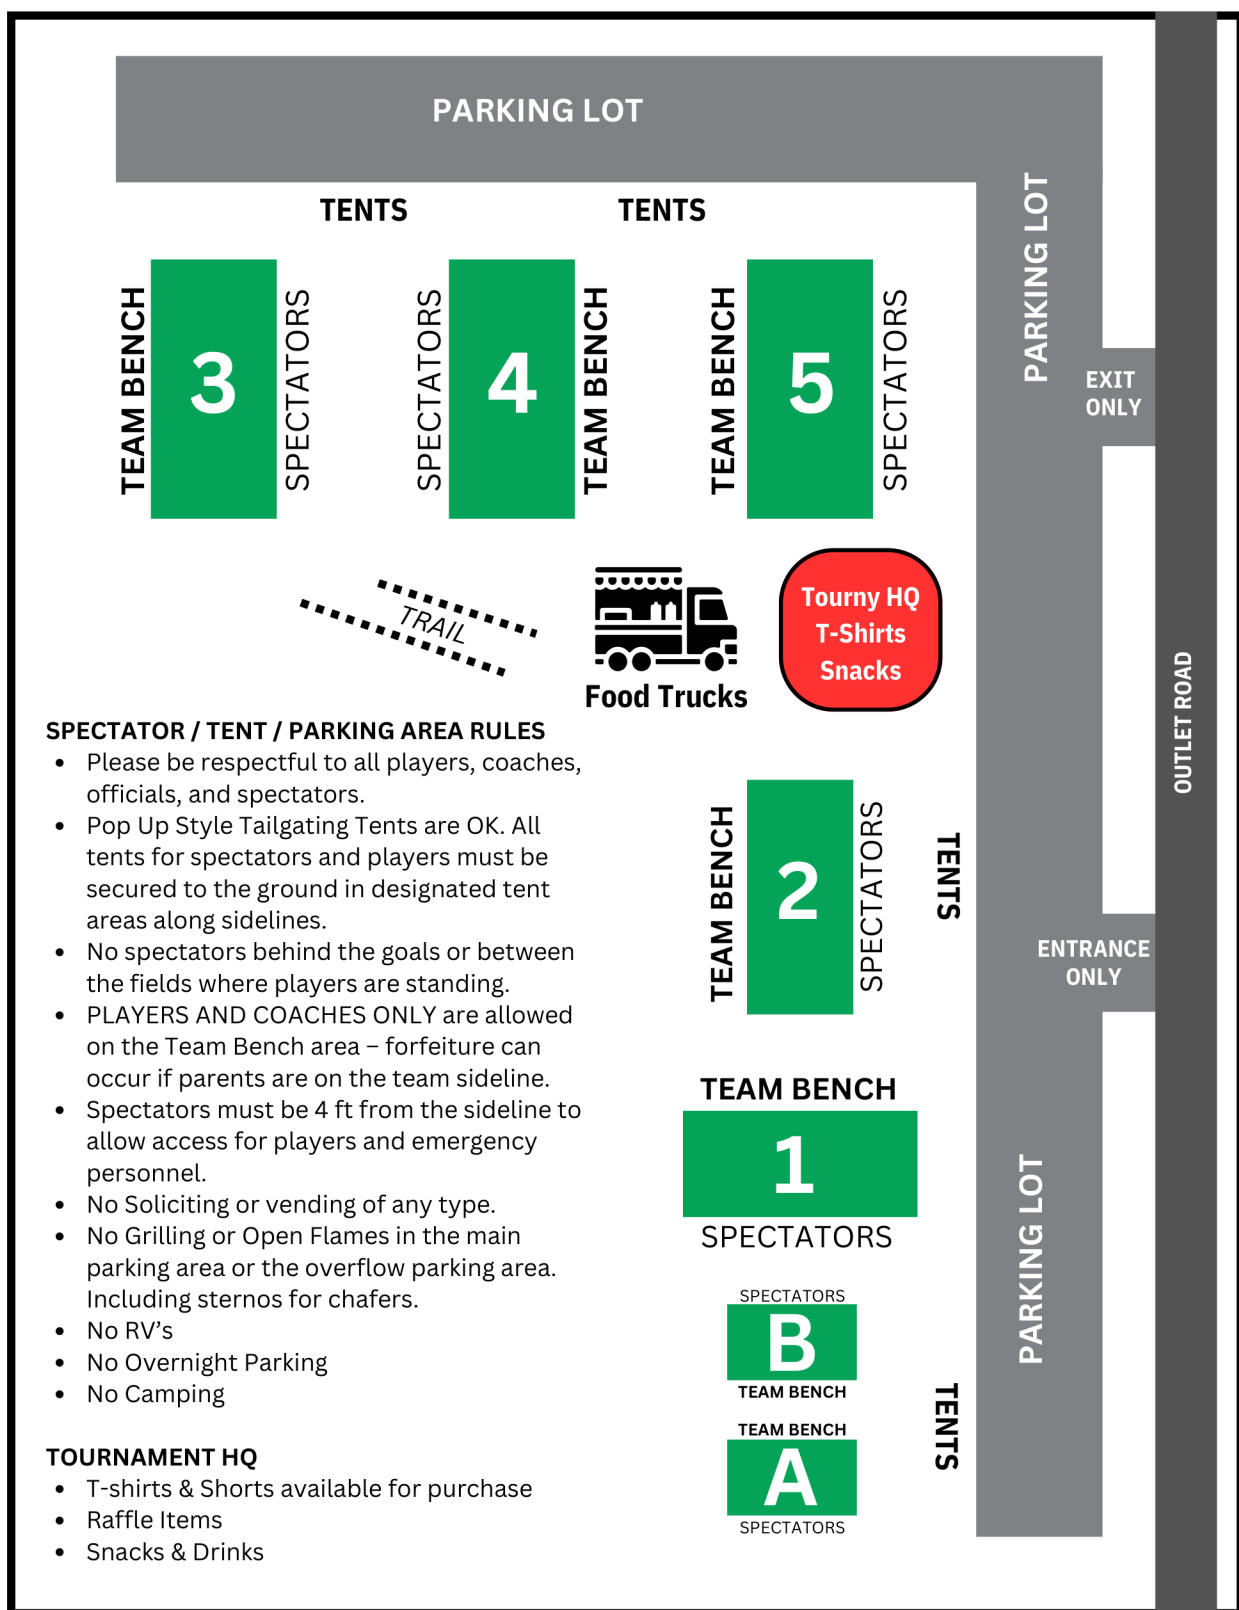 PARKING LOT
PARKING LOT
TENTS
TENTS
TEAM BENCH
3
SPECTATORS
SPECTATORS
4
TEAM BENCH
TEAM BENCH
5
SPECTATORS
EXIT
ONLY
TRAIL
Food Trucks
Tourny HQ
T-Shirts
Snacks
OUTLET ROAD
SPECTATOR / TENT / PARKING AREA RULES
• Please be respectful to all players, coaches,
officials, and spectators.
• Pop Up Style Tailgating Tents are OK. All
tents for spectators and players must be
secured to the ground in designated tent
areas along sidelines.
• No spectators behind the goals or between
the fields where players are standing.
• PLAYERS AND COACHES ONLY are allowed
on the Team Bench area – forfeiture can
occur if parents are on the team sideline.
• Spectators must be 4 ft from the sideline to
allow access for players and emergency
personnel.
• No Soliciting or vending of any type.
• No Grilling or Open Flames in the main
parking area or the overflow parking area.
Including sternos for chafers.
• No RV’s
• No Overnight Parking
• No Camping
TOURNAMENT HQ
• T-shirts & Shorts available for purchase
• Raffle Items
• Snacks & Drinks
TEAM BENCH
2
SPECTATORS
TENTS
ENTRANCE
ONLY
TEAM BENCH
1
SPECTATORS
PARKING LOT
SPECTATORS
B
TEAM BENCH
TEAM BENCH
A
SPECTATORS
TENTS